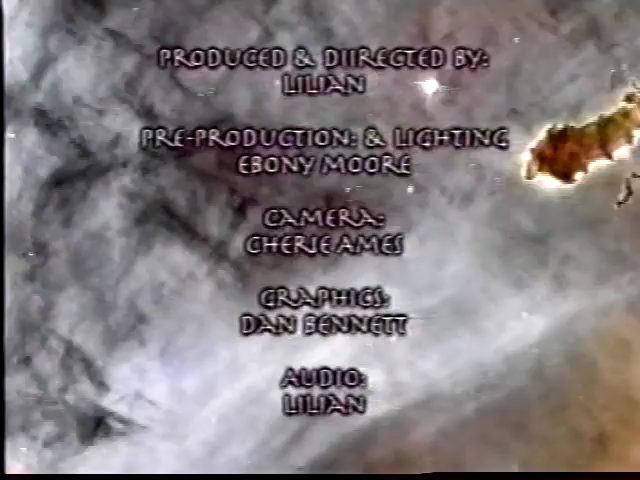 PRODUCED & DIIRECTED BY:
LILIAN
PRE-PRODUCTION: & LIGHTING
EBONY MOORE
CAMERA:
CHERIE AMES
GRAPHICS:
DAN BENNETT
AUDIO:
LILIAN